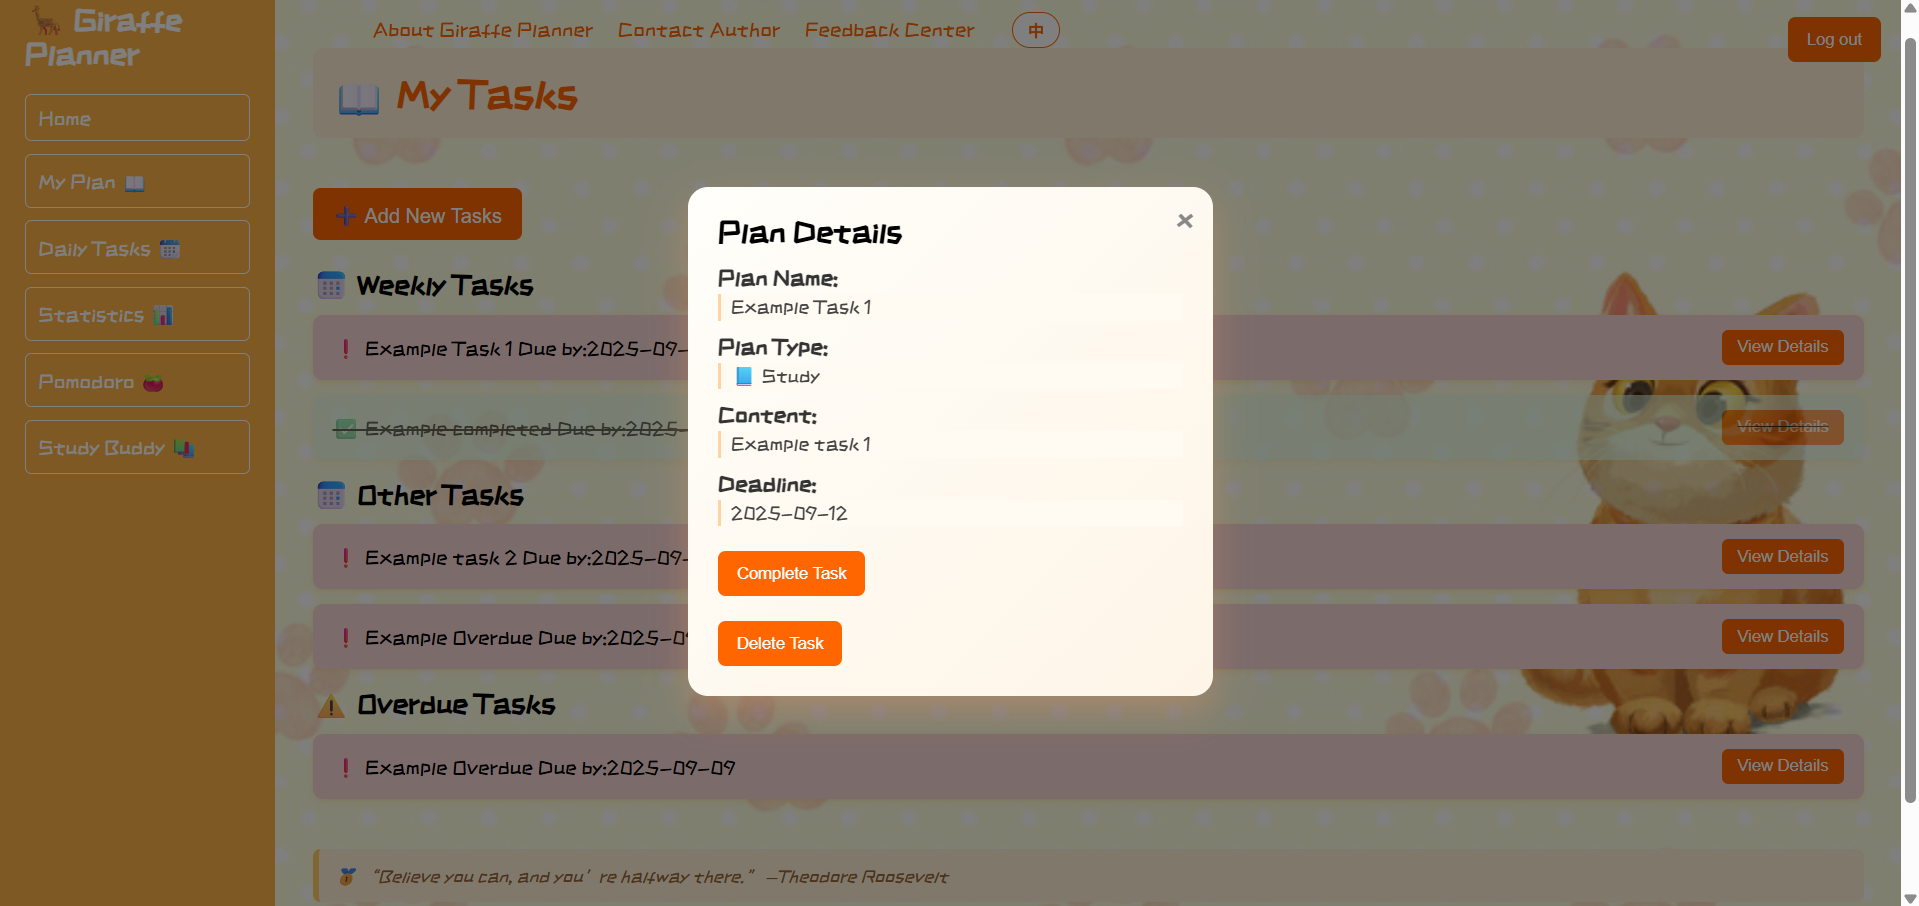 Giraffe
Planner
Home
My Plan
Daily Tasks
Statistics
Pomodoro
Study Buddy
About Giraffe Planner Contact Author Feedback Center 中
Log out
My Tasks
Add New Tasks
Weekly Tasks
Example Task 1 Due by:2025-09-
View Details
Example completed Due by:2025-
View Details
Other Tasks
Example task 2 Due by:2025-09-
View Details
Example Overdue Due by:2025-09
View Details
Overdue Tasks
Example Overdue Due by:2025-09-09
View Details
“Believe you can, and you’re halfway there.” —Theodore Roosevelt
Plan Details
×
Plan Name:
Example Task 1
Plan Type:
Study
Content:
Example task 1
Deadline:
2025-09-12
Complete Task
Delete Task